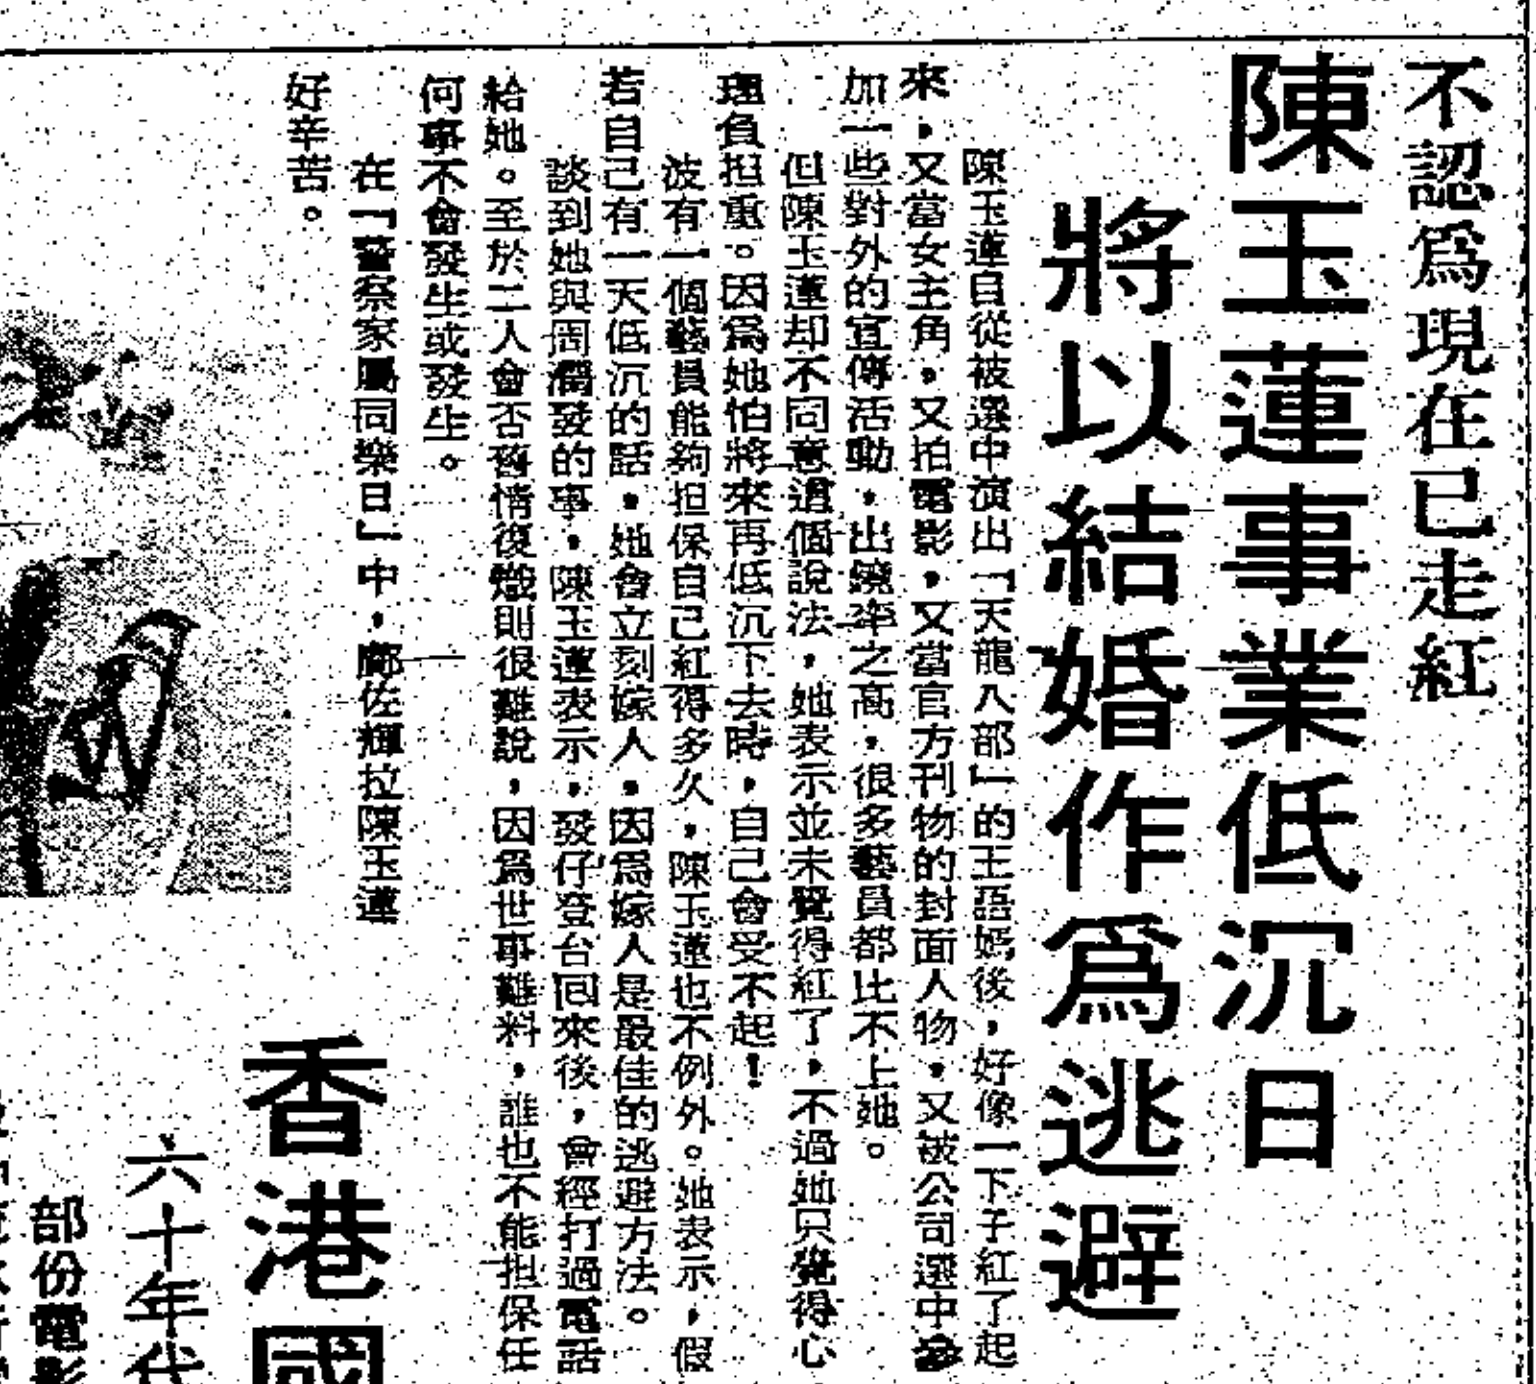 不認爲現在已走紅
陳玉蓮事業低沉日
將以結婚作爲逃避
陳玉蓮自從被選中演出「天龍八部」的王語嫣後，好像一下子紅了起
來，又當女主角，又拍電影，又當官方刊物的封面人物，又被公司選中參
加一些對外的宣傳活動，出鏡率之高，很多藝員都比不上她。
但陳玉蓮却不同意這個說法，她表示並未覺得紅了，不過她只覺得心
理負担重。因爲她怕將來再低沉下去時，自己會受不起！
波有一個藝員能夠担保自己紅得多久，陳玉蓮也不例外。她表示，假
若自己有一天低沉的話，她會立刻嫁人，因爲嫁人是最佳的逃避方法。
談到她與周潤發的事，陳玉蓮表示，發仔登台回來後，會經打過電話
給她。至於二人會否舊情復熾則很難說，因爲世事難料，誰也不能担保任
何事不會發生或發生。
在「警察家屬同樂日」中，鄺佐輝拉陳玉蓮
好辛苦。
香港國
六十年代
部份電影